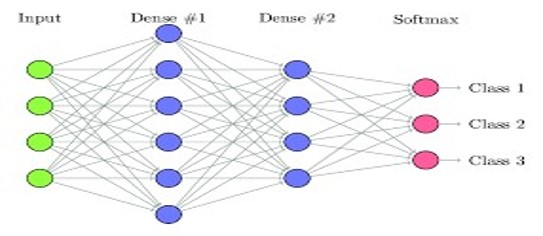 Input Dense #1 Dense #2 Softmax
Class 1
Class 2
Class 3